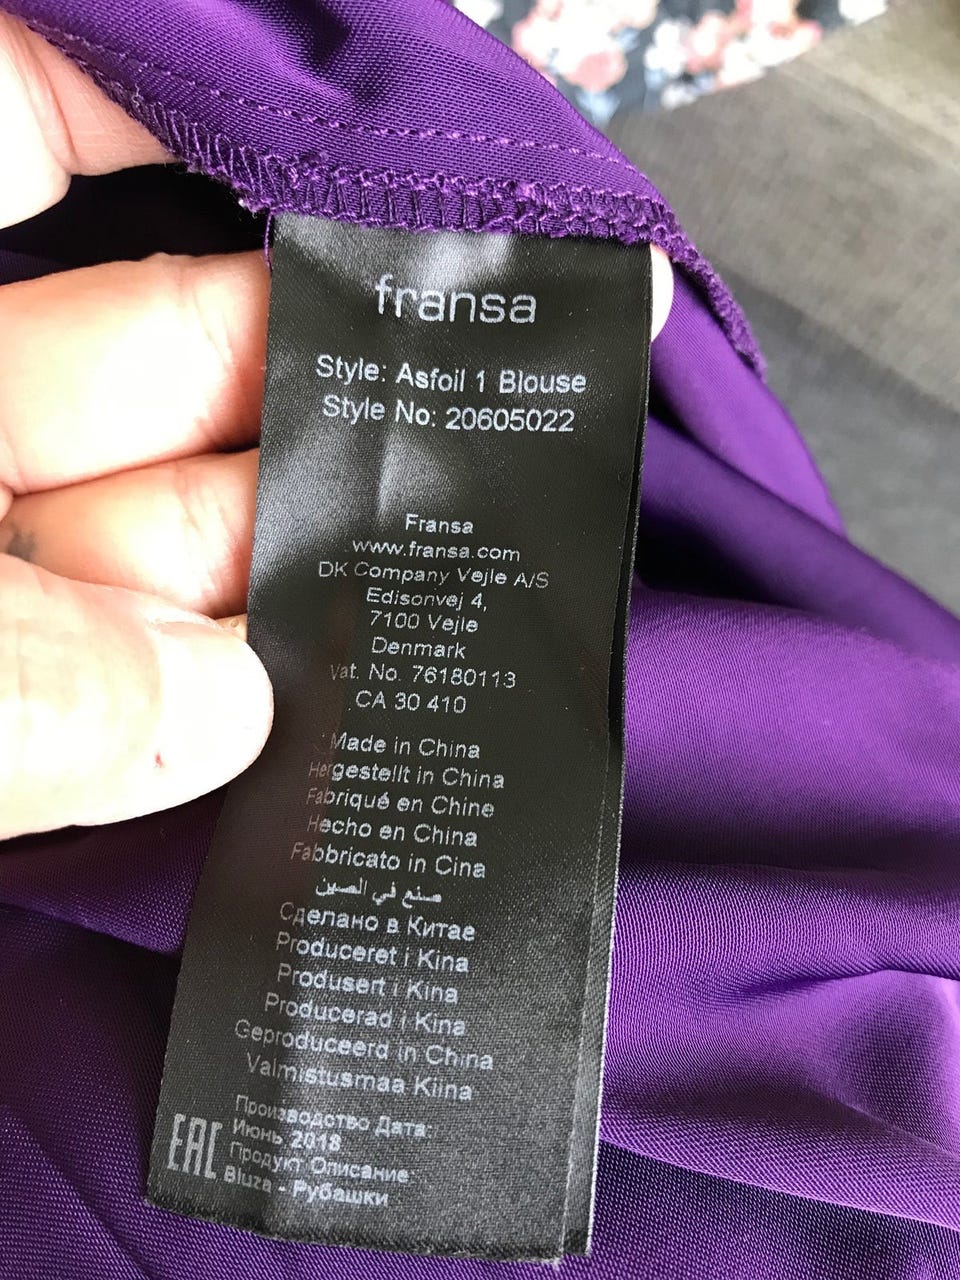 fransa
Style: Asfoil 1 Blouse
Style No: 20605022
Fransa
www.fransa.com
DK Company Vejle A/S
Edisonvej 4,
7100 Vejle
Denmark
Vat. No. 76180113
CA 30 410
Made in China
Hergestellt in China
Fabriqué en Chine
Hecho en China
Fabbricato in Cina
صنع في الصين
Сделано в Китае
Produceret i Kina
Produsert i Kina
Producerad i Kina
Geproduceerd in China
Valmistusmaa Kiina
Производство Дата:
Июнь 2018
Продукт Описание:
Bluza - Рубашки
EAC